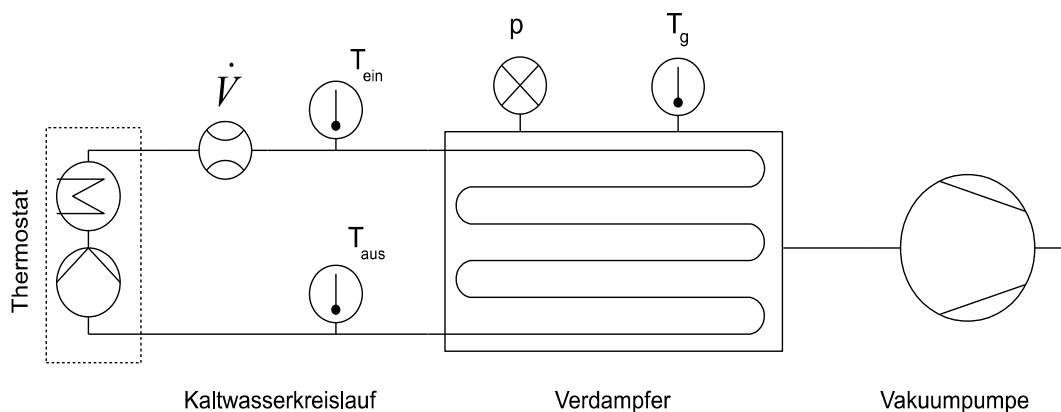 p
T_g
V̇
T_ein
T_aus
Thermostat
Kaltwasserkreislauf
Verdampfer
Vakuumpumpe